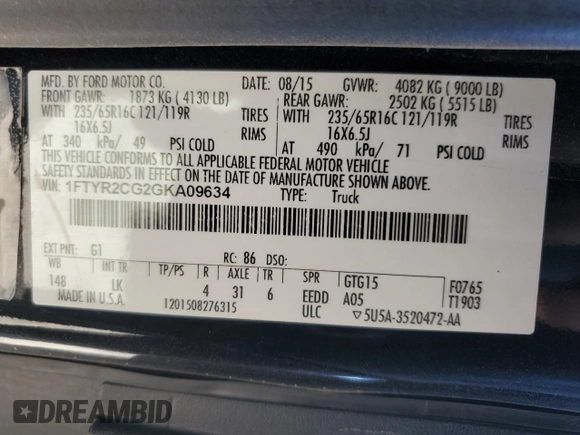 MFD. BY FORD MOTOR CO. DATE: 08/15 GVWR: 4082 KG ( 9000 LB)
FRONT GAWR: 1873 KG ( 4130 LB) REAR GAWR: 2502 KG ( 5515 LB)
WITH 235/65R16C 121/119R TIRES WITH 235/65R16C 121/119R TIRES
16X6.5J RIMS 16X6.5J RIMS
AT 340 kPa/ 49 PSI COLD AT 490 kPa/ 71 PSI COLD
THIS VEHICLE CONFORMS TO ALL APPLICABLE FEDERAL MOTOR VEHICLE
SAFETY STANDARDS IN EFFECT ON THE DATE OF MANUFACTURE SHOWN ABOVE.
VIN: 1FTYR2CG2GKA09634 TYPE: Truck
EXT PNT: G1 RC: 86 DSO:
WB INT TR TP/PS R AXLE TR SPR GTG15 F0765
148 LK 4 31 6 EEDD A05 T1903
MADE IN U.S.A. 1201508276315 ULC ▽5U5A-3520472-AA
DREAMBID